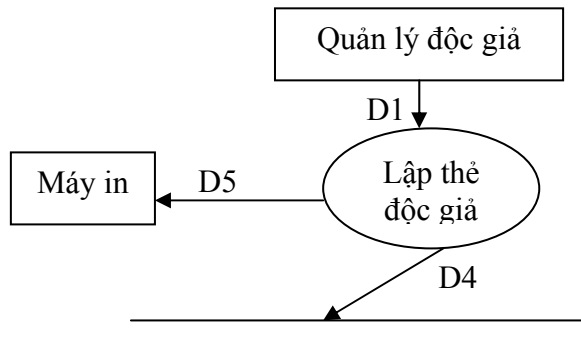 Quản lý độc giả
D1
Lập thẻ
độc giả
Máy in
D5
D4